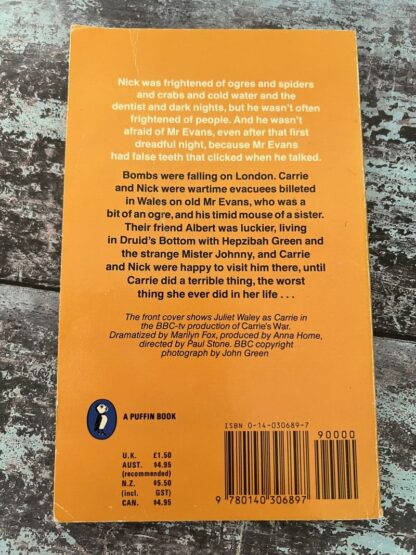 Nick was frightened of ogres and spiders
and crabs and cold water and the
dentist and dark nights, but he wasn't often
frightened of people. And he wasn't
afraid of Mr Evans, even after that first
dreadful night, because Mr Evans
had false teeth that clicked when he talked.
Bombs were falling on London. Carrie
and Nick were wartime evacuees billeted
in Wales on old Mr Evans, who was a
bit of an ogre, and his timid mouse of a sister.
Their friend Albert was luckier, living
in Druid's Bottom with Hepzibah Green and
the strange Mister Johnny, and Carrie
and Nick were happy to visit him there, until
Carrie did a terrible thing, the worst
thing she ever did in her life . . .
The front cover shows Juliet Waley as Carrie in
the BBC-tv production of Carrie's War.
Dramatized by Marilyn Fox, produced by Anna Home,
directed by Paul Stone. BBC copyright
photograph by John Green
A PUFFIN BOOK
U.K. £1.50
AUST. $4.95
(recommended)
N.Z. $5.50
(incl. GST)
CAN. $4.95
ISBN 0-14-030689-7
90000
9 780140 306897